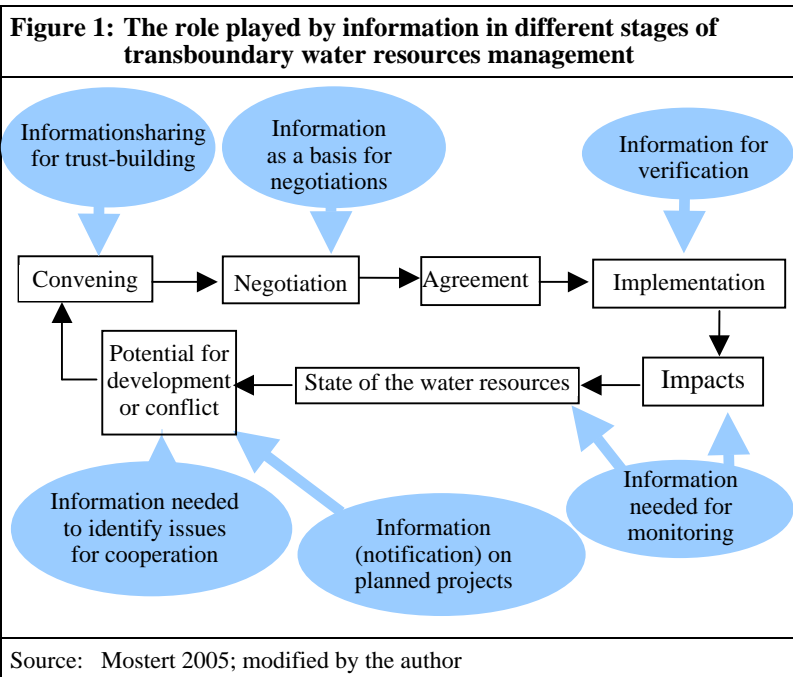 Figure 1: The role played by information in different stages of
transboundary water resources management
Informationsharing
for trust-building
Information
as a basis for
negotiations
Information for
verification
Convening
Negotiation
Agreement
Implementation
Potential for
development
or conflict
State of the water resources
Impacts
Information needed
to identify issues
for cooperation
Information
(notification) on
planned projects
Information
needed for
monitoring
Source: Mostert 2005; modified by the author